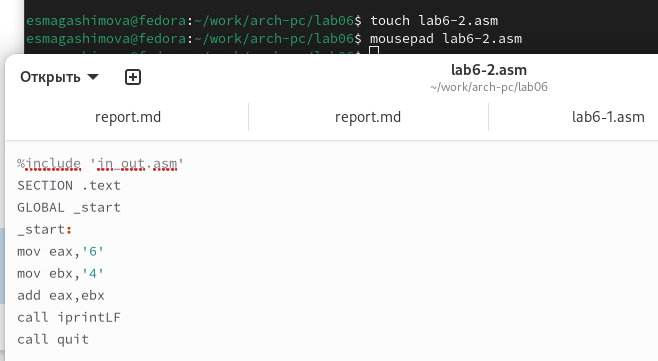 esmagashimova@fedora:~/work/arch-pc/lab06$ touch lab6-2.asm
esmagashimova@fedora:~/work/arch-pc/lab06$ mousepad lab6-2.asm
Открыть
lab6-2.asm
~/work/arch-pc/lab06
report.md
report.md
lab6-1.asm
%include 'in_out.asm'
SECTION .text
GLOBAL _start
_start:
mov eax,'6'
mov ebx,'4'
add eax,ebx
call iprintLF
call quit